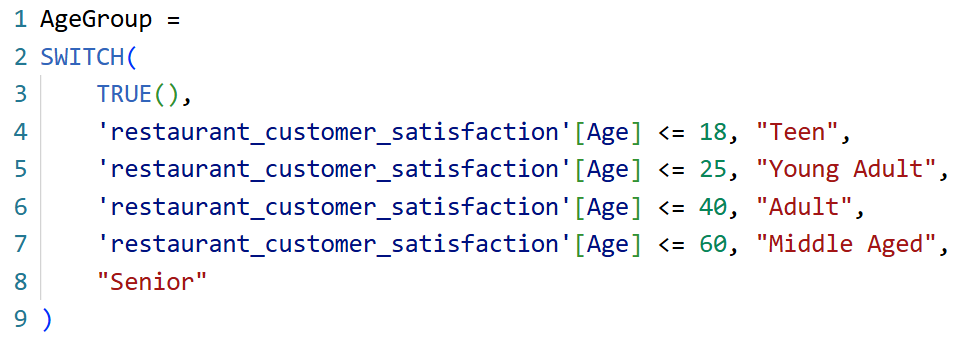 1 AgeGroup =
2 SWITCH(
3     TRUE(),
4     'restaurant_customer_satisfaction'[Age] <= 18, "Teen",
5     'restaurant_customer_satisfaction'[Age] <= 25, "Young Adult",
6     'restaurant_customer_satisfaction'[Age] <= 40, "Adult",
7     'restaurant_customer_satisfaction'[Age] <= 60, "Middle Aged",
8     "Senior"
9 )